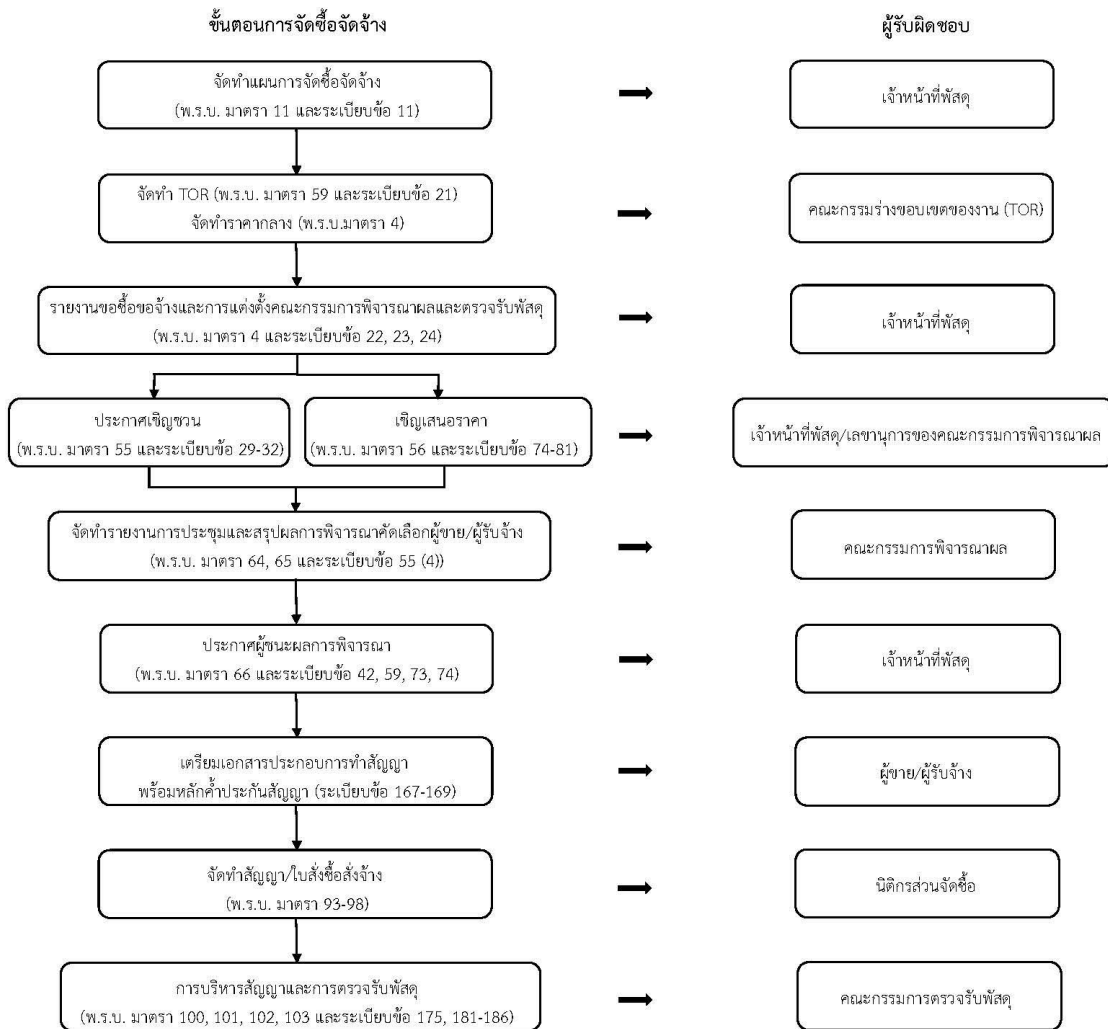 ขั้นตอนการจัดซื้อจัดจ้าง
ผู้รับผิดชอบ
จัดทำแผนการจัดซื้อจัดจ้าง
(พ.ร.บ. มาตรา 11 และระเบียบข้อ 11)
เจ้าหน้าที่พัสดุ
จัดทำ TOR (พ.ร.บ. มาตรา 59 และระเบียบข้อ 21)
จัดทำราคากลาง (พ.ร.บ.มาตรา 4)
คณะกรรมร่างขอบเขตของงาน (TOR)
รายงานขอซื้อขอจ้างและการแต่งตั้งคณะกรรมการพิจารณาผลและตรวจรับพัสดุ
(พ.ร.บ. มาตรา 4 และระเบียบข้อ 22, 23, 24)
เจ้าหน้าที่พัสดุ
ประกาศเชิญชวน
(พ.ร.บ. มาตรา 55 และระเบียบข้อ 29-32)
เชิญเสนอราคา
(พ.ร.บ. มาตรา 56 และระเบียบข้อ 74-81)
เจ้าหน้าที่พัสดุ/เลขานุการของคณะกรรมการพิจารณาผล
จัดทำรายงานการประชุมและสรุปผลการพิจารณาคัดเลือกผู้ขาย/ผู้รับจ้าง
(พ.ร.บ. มาตรา 64, 65 และระเบียบข้อ 55 (4))
คณะกรรมการพิจารณาผล
ประกาศผู้ชนะผลการพิจารณา
(พ.ร.บ. มาตรา 66 และระเบียบข้อ 42, 59, 73, 74)
เจ้าหน้าที่พัสดุ
เตรียมเอกสารประกอบการทำสัญญา
พร้อมหลักค้ำประกันสัญญา (ระเบียบข้อ 167-169)
ผู้ขาย/ผู้รับจ้าง
จัดทำสัญญา/ใบสั่งซื้อสั่งจ้าง
(พ.ร.บ. มาตรา 93-98)
นิติกรส่วนจัดซื้อ
การบริหารสัญญาและการตรวจรับพัสดุ
(พ.ร.บ. มาตรา 100, 101, 102, 103 และระเบียบข้อ 175, 181-186)
คณะกรรมการตรวจรับพัสดุ